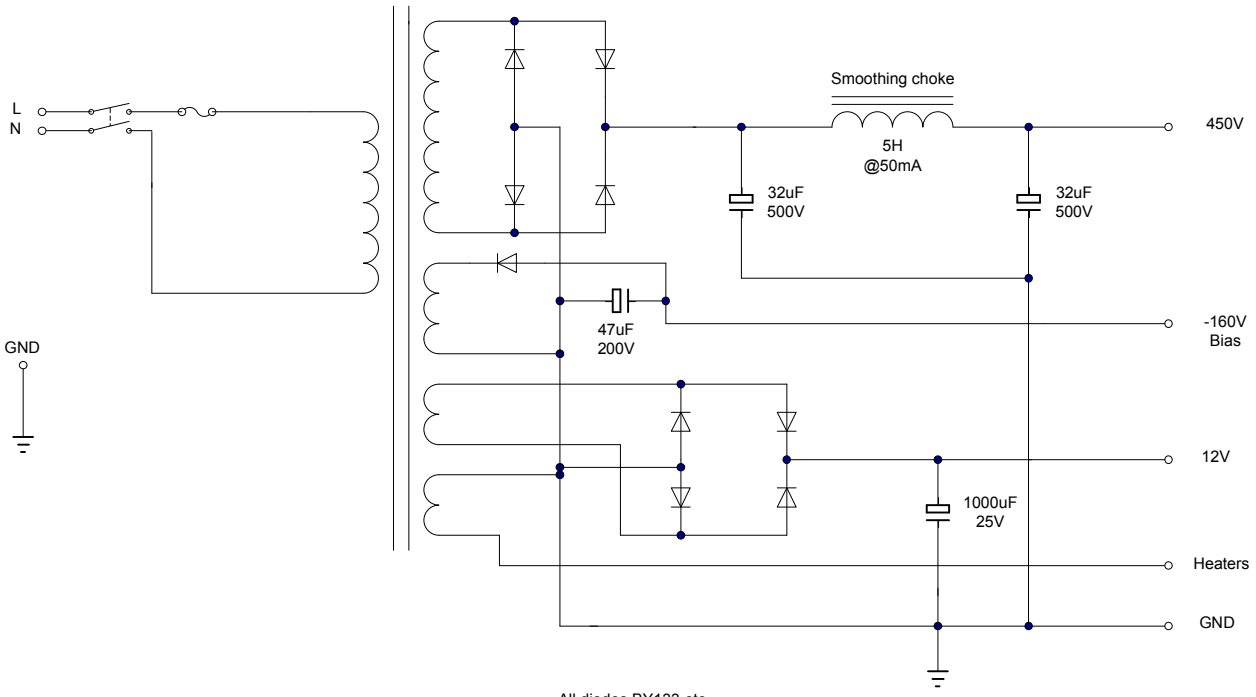 L
N
GND
Smoothing choke
5H
@50mA
450V
32uF
500V
32uF
500V
47uF
200V
-160V
Bias
12V
1000uF
25V
Heaters
GND